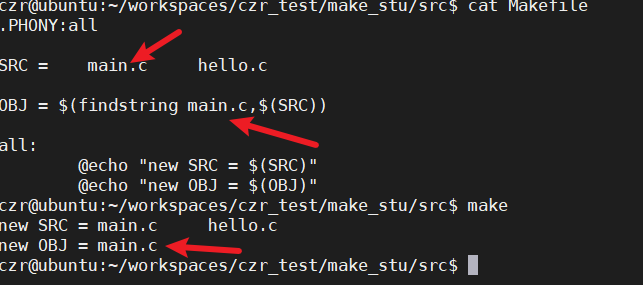 czr@ubuntu:~/workspaces/czr_test/make_stu/src$ cat Makefile
.PHONY:all
SRC =    main.c     hello.c
OBJ = $(findstring main.c,$(SRC))
all:
        @echo "new SRC = $(SRC)"
        @echo "new OBJ = $(OBJ)"
czr@ubuntu:~/workspaces/czr_test/make_stu/src$ make
new SRC = main.c     hello.c
new OBJ = main.c
czr@ubuntu:~/workspaces/czr_test/make_stu/src$